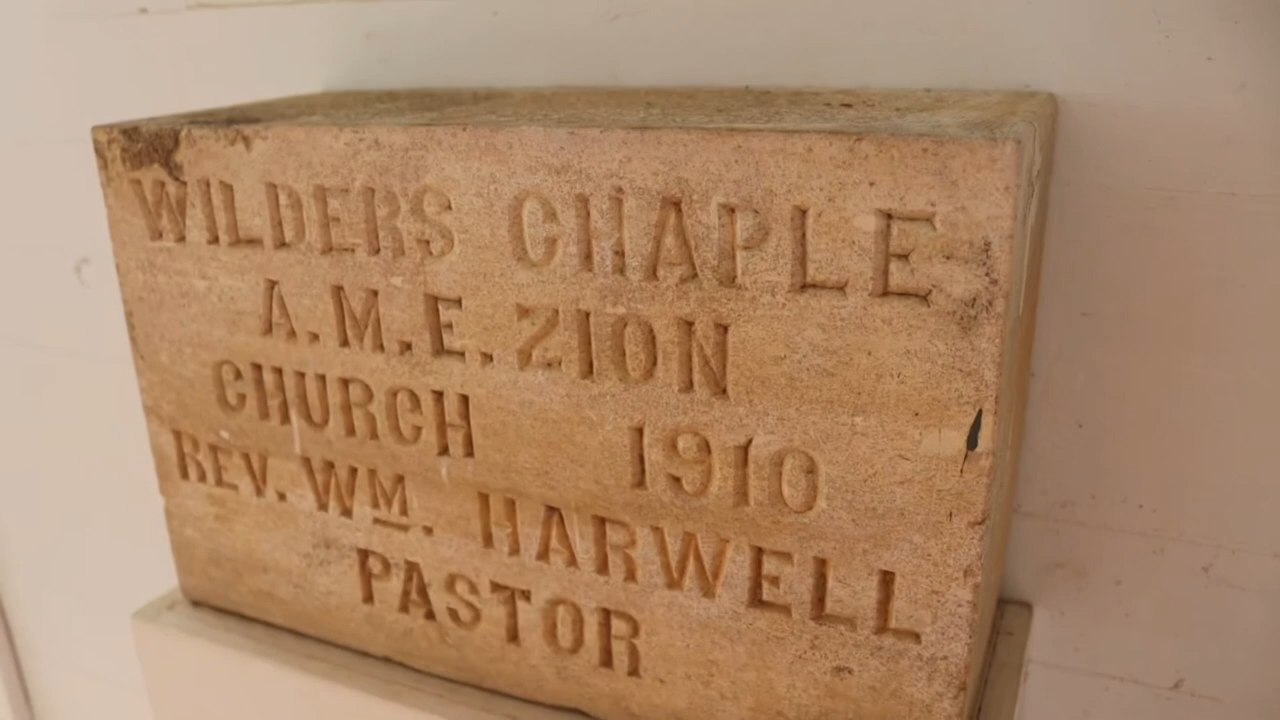 WILDERS CHAPLE
A.M.E. ZION
CHURCH 1910
REV. WM. HARWELL
PASTOR